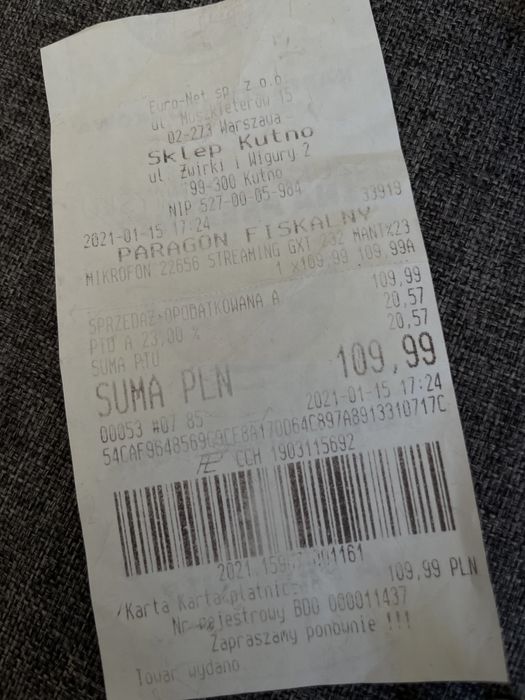 Euro-Net sp. z o.o.
ul. Muszkieterów 15
02-273 Warszawa
Sklep Kutno
ul. Żwirki i Wigury 2
99-300 Kutno
NIP 527-00-05-984
2021-01-15 17:24 33919
PARAGON FISKALNY
MIKROFON 22656 STREAMING GXT 232 MANT%23
1 x109,99 109,99A
SPRZEDAŻ OPODATKOWANA A 109,99
PTU A 23,00 % 20,57
SUMA PTU 20,57
SUMA PLN 109,99
00053 #07 85 2021-01-15 17:24
CCH 1903115692
Karta 109,99 PLN
Nr rejestrowy BDO 000011437
Zapraszamy ponownie !!!
Towar wydano